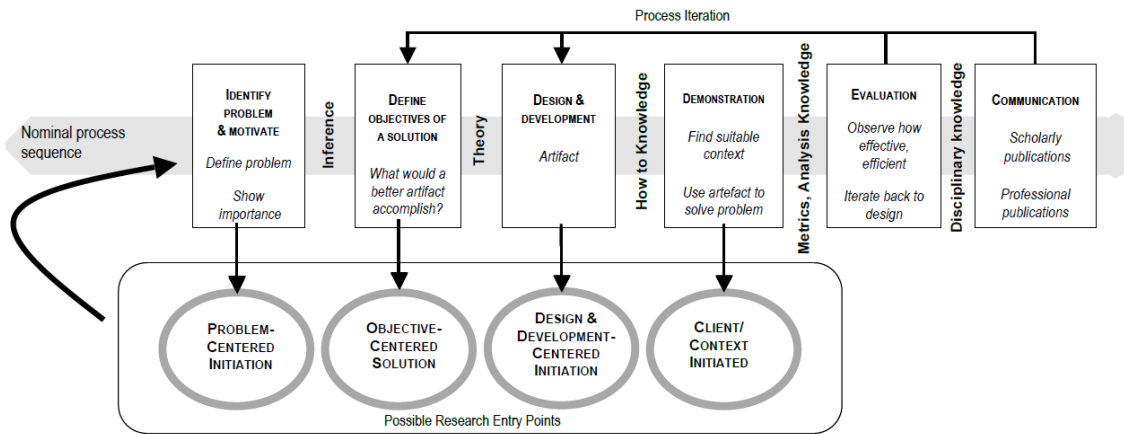 Process Iteration
Nominal process
sequence
IDENTIFY
PROBLEM
& MOTIVATE
Define problem
Show
importance
Inference
DEFINE
OBJECTIVES OF
A SOLUTION
What would a
better artifact
accomplish?
Theory
DESIGN &
DEVELOPMENT
Artifact
How to Knowledge
DEMONSTRATION
Find suitable
context
Use artefact to
solve problem
Metrics, Analysis Knowledge
EVALUATION
Observe how
effective,
efficient
Iterate back to
design
Disciplinary knowledge
COMMUNICATION
Scholarly
publications
Professional
publications
PROBLEM-
CENTERED
INITIATION
OBJECTIVE-
CENTERED
SOLUTION
DESIGN &
DEVELOPMENT-
CENTERED
INITIATION
CLIENT/
CONTEXT
INITIATED
Possible Research Entry Points